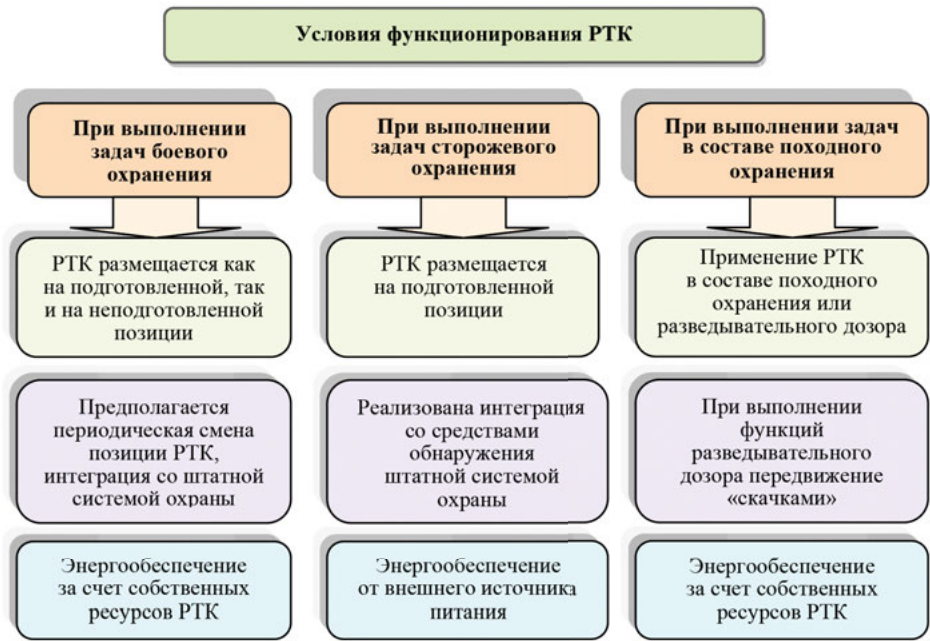 Условия функционирования РТК
При выполнении
задач боевого
охранения
РТК размещается как
на подготовленной, так
и на неподготовленной
позиции
Предполагается
периодическая смена
позиции РТК,
интеграция со штатной
системой охраны
Энергообеспечение
за счет собственных
ресурсов РТК
При выполнении
задач сторожевого
охранения
РТК размещается
на подготовленной
позиции
Реализована интеграция
со средствами
обнаружения
штатной системой
охраны
Энергообеспечение
от внешнего источника
питания
При выполнении задач
в составе походного
охранения
Применение РТК
в составе походного
охранения или
разведывательного дозора
При выполнении
функций
разведывательного
дозора передвижение
«скачками»
Энергообеспечение
за счет собственных
ресурсов РТК